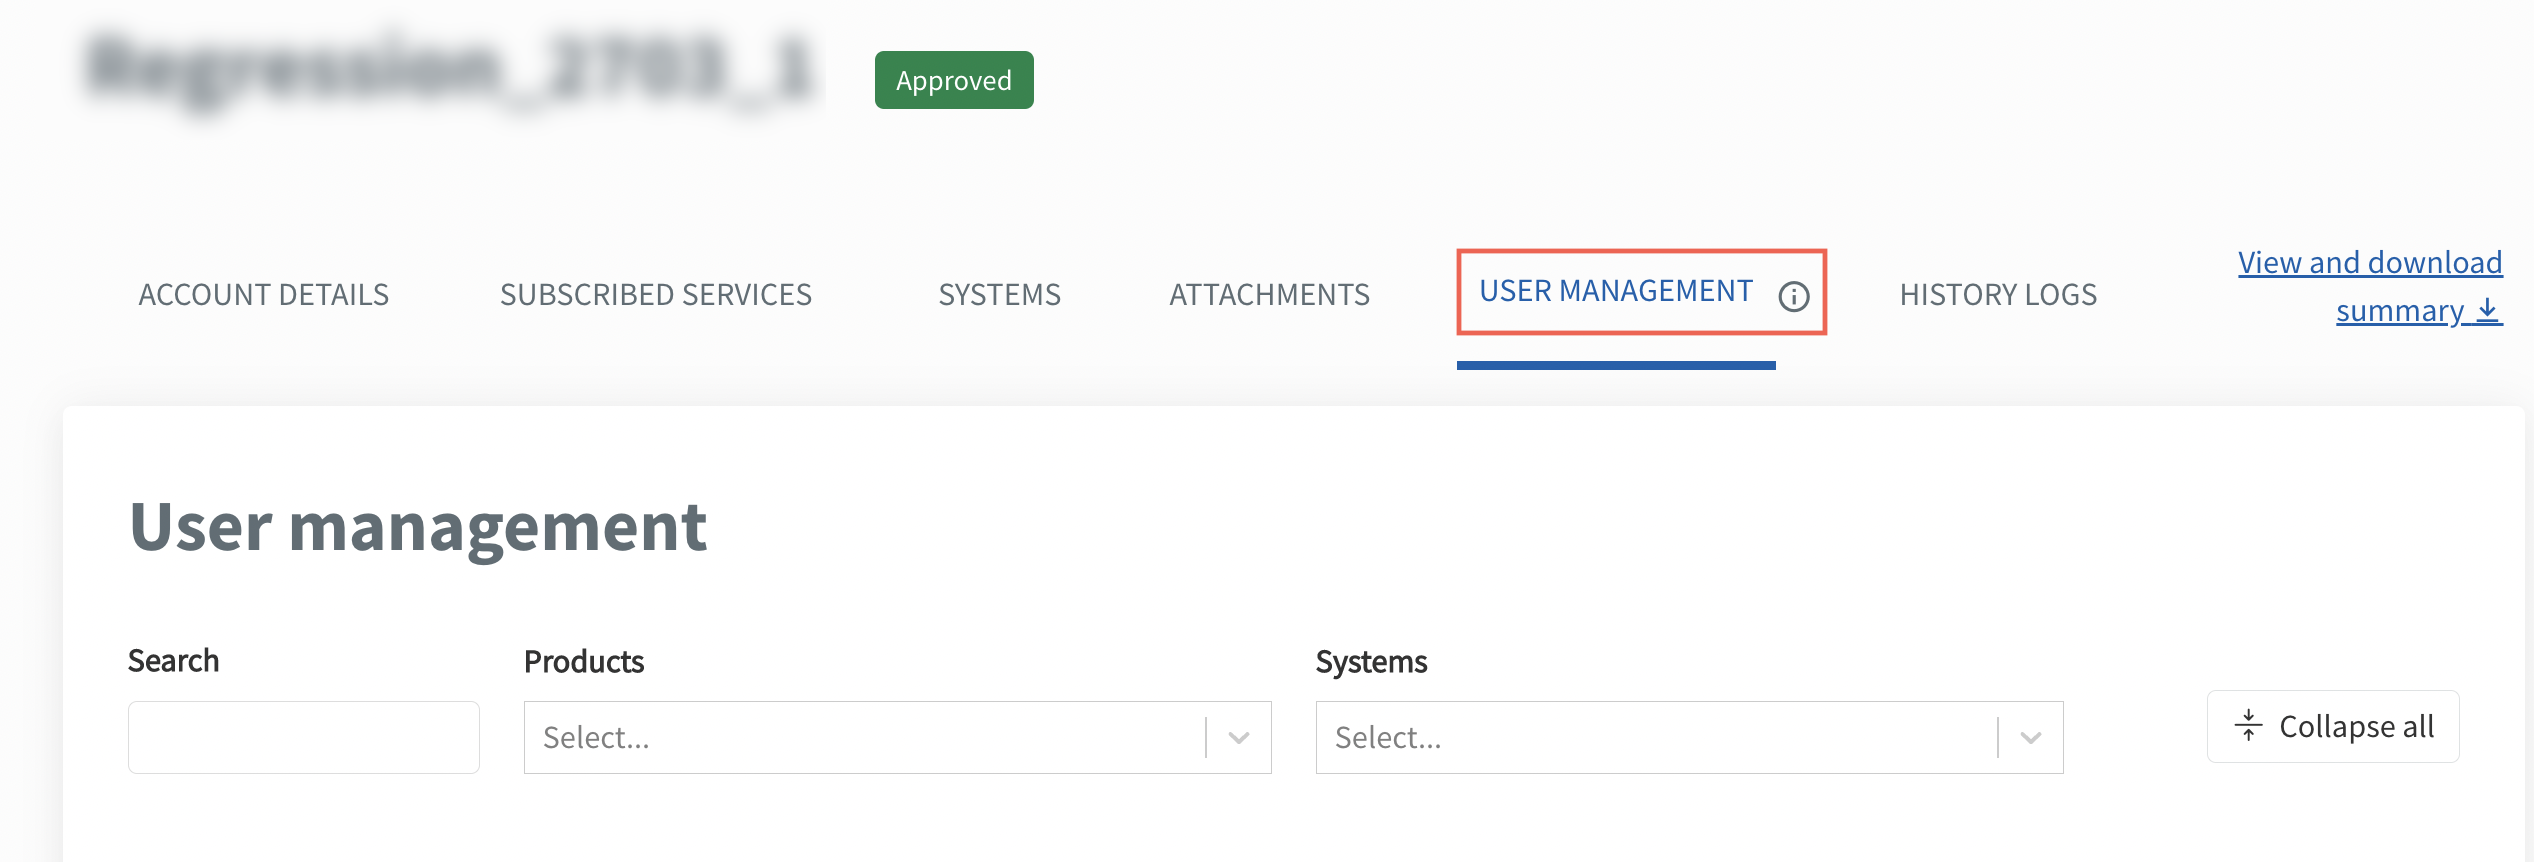 Regression_2703_1
Approved
ACCOUNT DETAILS
SUBSCRIBED SERVICES
SYSTEMS
ATTACHMENTS
USER MANAGEMENT
HISTORY LOGS
View and download
summary
User management
Search
Products
Systems
Select...
Select...
Collapse all